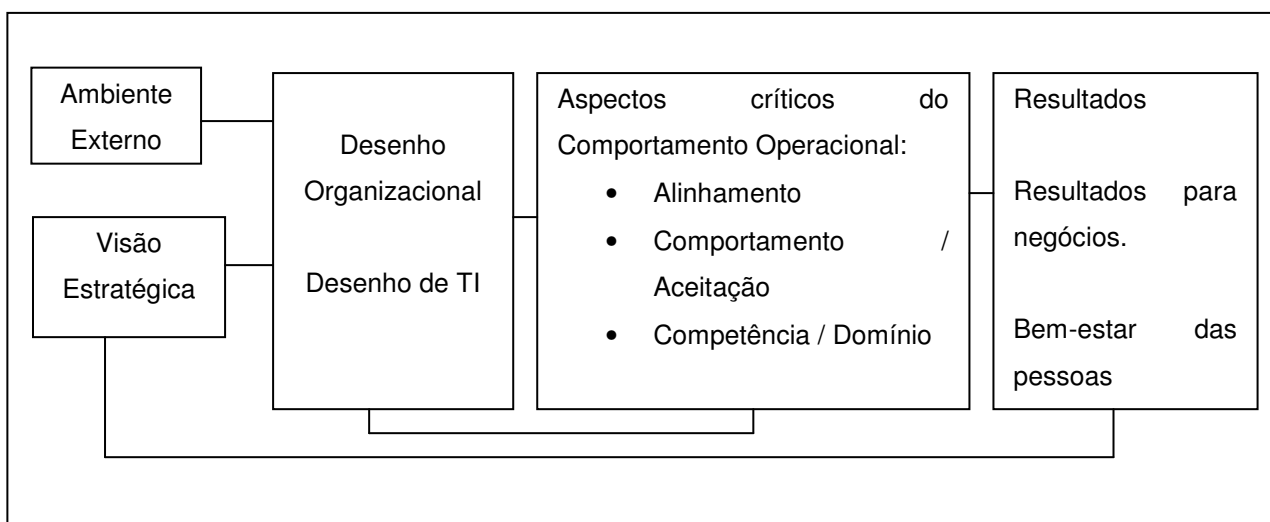 Ambiente
Externo
Visão
Estratégica
Desenho
Organizacional
Desenho de TI
Aspectos críticos do
Comportamento Operacional:
• Alinhamento
• Comportamento /
Aceitação
• Competência / Domínio
Resultados
Resultados para
negócios.
Bem-estar das
pessoas